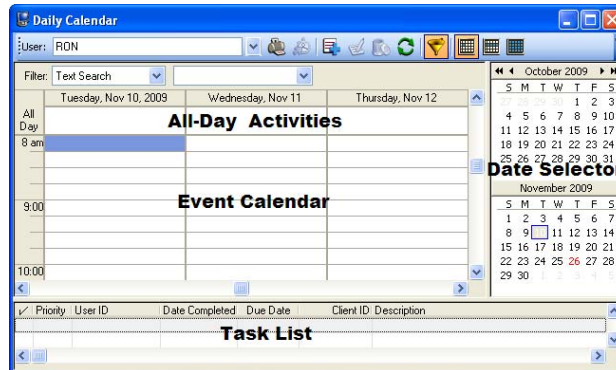 Daily Calendar
User: RON
Filter: Text Search
Tuesday, Nov 10, 2009 Wednesday, Nov 11 Thursday, Nov 12
All Day
All-Day Activities
8 am
Event Calendar
9:00
10:00
October 2009
S M T W T F S
27 28 29 30 1 2 3
4 5 6 7 8 9 10
11 12 13 14 15 16 17
18 19 20 21 22 23 24
25 26 27 28 29 30 31
Date Selector
November 2009
S M T W T F S
1 2 3 4 5 6 7
8 9 10 11 12 13 14
15 16 17 18 19 20 21
22 23 24 25 26 27 28
29 30 1 2 3 4 5
Priority User ID Date Completed Due Date Client ID Description
Task List